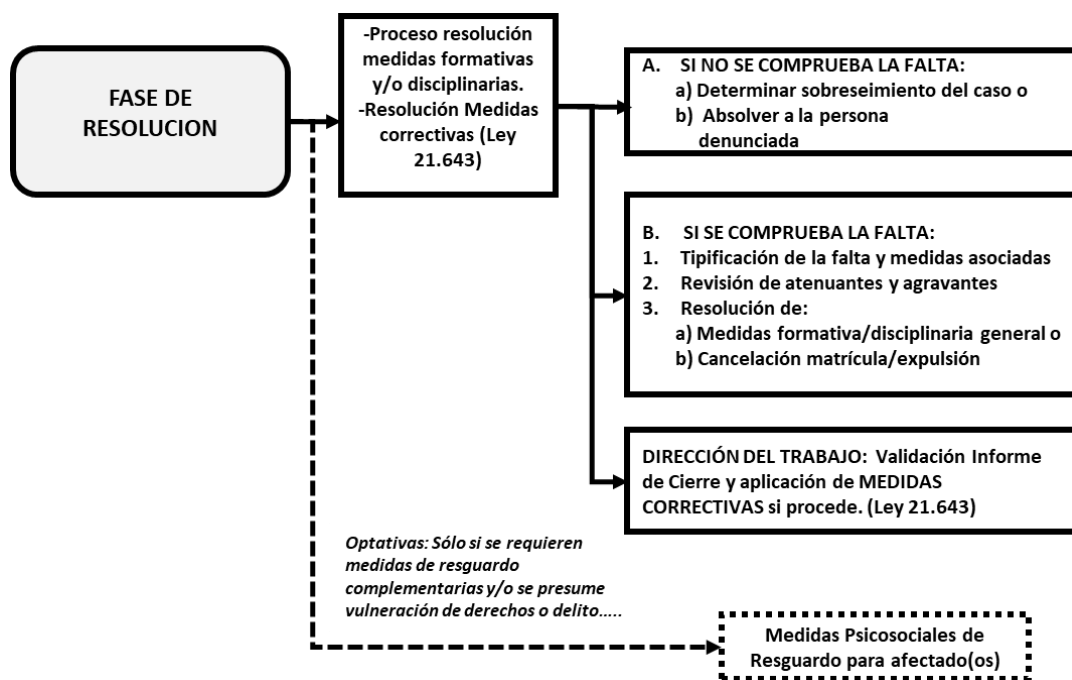 FASE DE
RESOLUCION
-Proceso resolución
medidas formativas
y/o disciplinarias.
-Resolución Medidas
correctivas (Ley
21.643)
A. SI NO SE COMPRUEBA LA FALTA:
a) Determinar sobreseimiento del caso o
b) Absolver a la persona
denunciada
B. SI SE COMPRUEBA LA FALTA:
1. Tipificación de la falta y medidas asociadas
2. Revisión de atenuantes y agravantes
3. Resolución de:
a) Medidas formativa/disciplinaria general o
b) Cancelación matrícula/expulsión
DIRECCIÓN DEL TRABAJO: Validación Informe
de Cierre y aplicación de MEDIDAS
CORRECTIVAS si procede. (Ley 21.643)
Optativas: Sólo si se requieren
medidas de resguardo
complementarias y/o se presume
vulneración de derechos o delito.....
Medidas Psicosociales de
Resguardo para afectado(os)